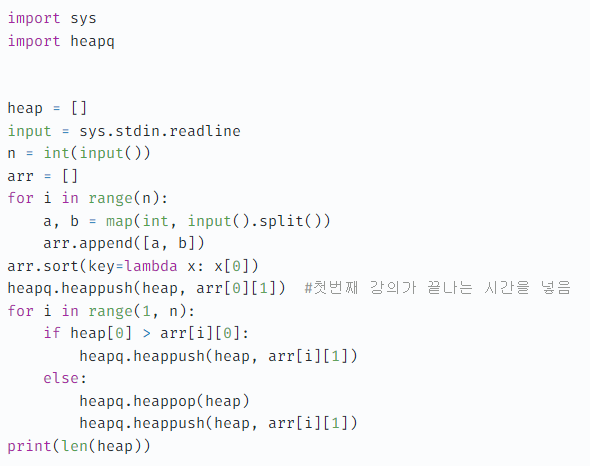 import sys
import heapq
heap = []
input = sys.stdin.readline
n = int(input())
arr = []
for i in range(n):
    a, b = map(int, input().split())
    arr.append([a, b])
arr.sort(key=lambda x: x[0])
heapq.heappush(heap, arr[0][1])  #첫번째 강의가 끝나는 시간을 넣음
for i in range(1, n):
    if heap[0] > arr[i][0]:
        heapq.heappush(heap, arr[i][1])
    else:
        heapq.heappop(heap)
        heapq.heappush(heap, arr[i][1])
print(len(heap))